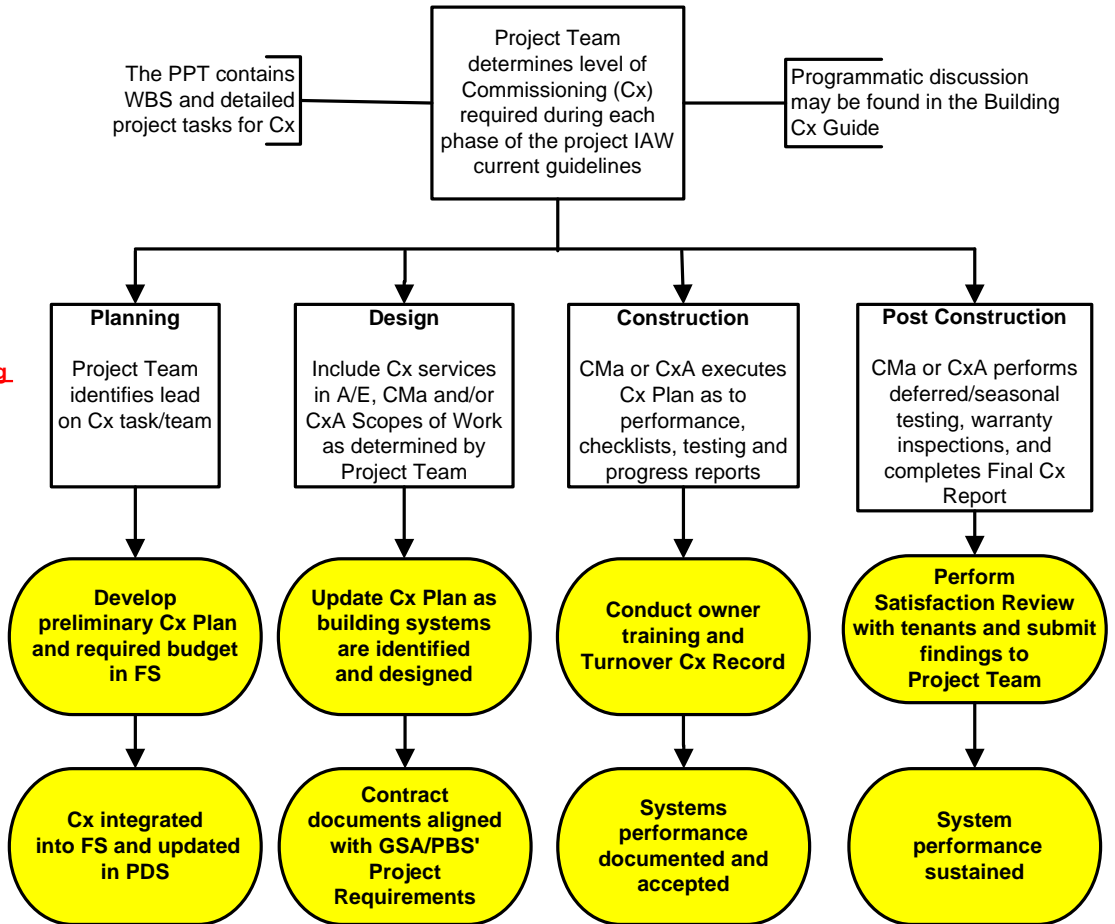 Project Team
determines level of
Commissioning (Cx)
required during each
phase of the project IAW
current guidelines
The PPT contains
WBS and detailed
project tasks for Cx
Programmatic discussion
may be found in the Building
Cx Guide
g
Planning
Project Team
identifies lead
on Cx task/team
Design
Include Cx services
in A/E, CMa and/or
CxA Scopes of Work
as determined by
Project Team
Construction
CMa or CxA executes
Cx Plan as to
performance,
checklists, testing and
progress reports
Post Construction
CMa or CxA performs
deferred/seasonal
testing, warranty
inspections, and
completes Final Cx
Report
Develop
preliminary Cx Plan
and required budget
in FS
Update Cx Plan as
building systems
are identified
and designed
Conduct owner
training and
Turnover Cx Record
Perform
Satisfaction Review
with tenants and submit
findings to
Project Team
Cx integrated
into FS and updated
in PDS
Contract
documents aligned
with GSA/PBS'
Project
Requirements
Systems
performance
documented and
accepted
System
performance
sustained